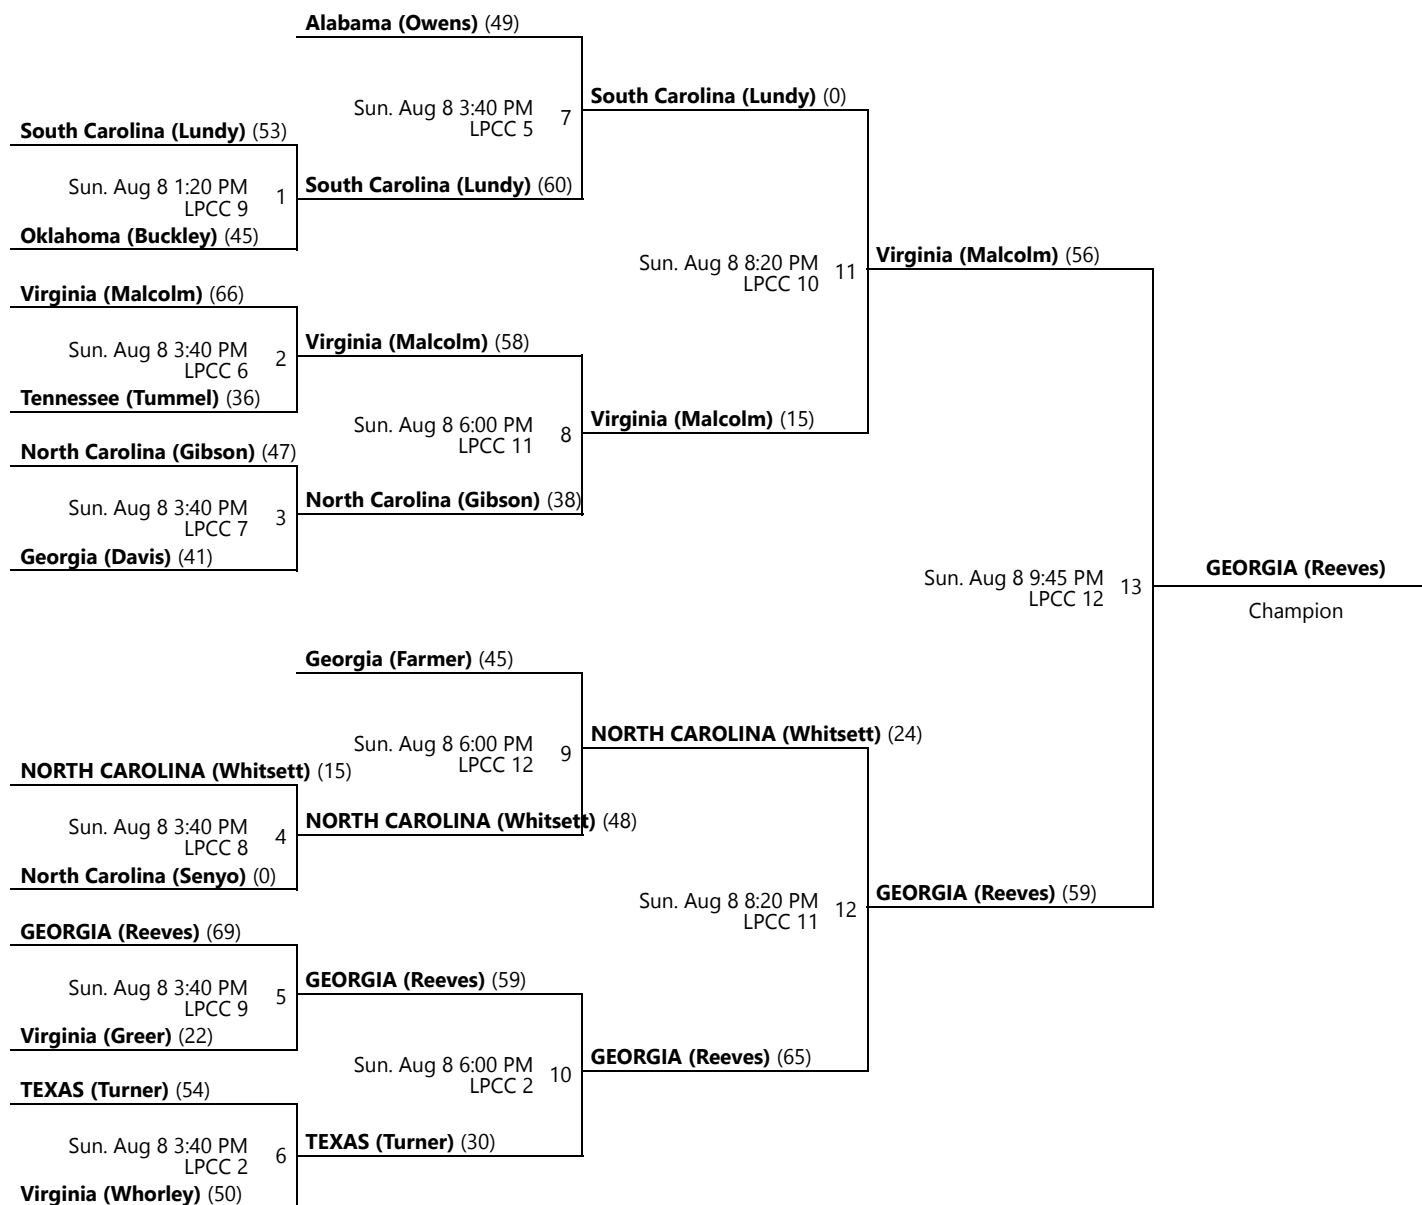 Alabama (Owens) (49)
Sun. Aug 8 3:40 PM
LPCC 5
7
South Carolina (Lundy) (0)
South Carolina (Lundy) (53)
Sun. Aug 8 1:20 PM
LPCC 9
1
South Carolina (Lundy) (60)
Oklahoma (Buckley) (45)
Sun. Aug 8 8:20 PM
LPCC 10
11
Virginia (Malcolm) (56)
Virginia (Malcolm) (66)
Sun. Aug 8 3:40 PM
LPCC 6
2
Virginia (Malcolm) (58)
Tennessee (Tummel) (36)
Sun. Aug 8 6:00 PM
LPCC 11
8
Virginia (Malcolm) (15)
North Carolina (Gibson) (47)
Sun. Aug 8 3:40 PM
LPCC 7
3
North Carolina (Gibson) (38)
Georgia (Davis) (41)
Sun. Aug 8 9:45 PM
LPCC 12
13
GEORGIA (Reeves)
Champion
Georgia (Farmer) (45)
Sun. Aug 8 6:00 PM
LPCC 12
9
NORTH CAROLINA (Whitsett) (24)
NORTH CAROLINA (Whitsett) (15)
Sun. Aug 8 3:40 PM
LPCC 8
4
NORTH CAROLINA (Whitsett) (48)
North Carolina (Senyo) (0)
Sun. Aug 8 8:20 PM
LPCC 11
12
GEORGIA (Reeves) (59)
GEORGIA (Reeves) (69)
Sun. Aug 8 3:40 PM
LPCC 9
5
GEORGIA (Reeves) (59)
Virginia (Greer) (22)
Sun. Aug 8 6:00 PM
LPCC 2
10
GEORGIA (Reeves) (65)
TEXAS (Turner) (54)
Sun. Aug 8 3:40 PM
LPCC 2
6
TEXAS (Turner) (30)
Virginia (Whorley) (50)